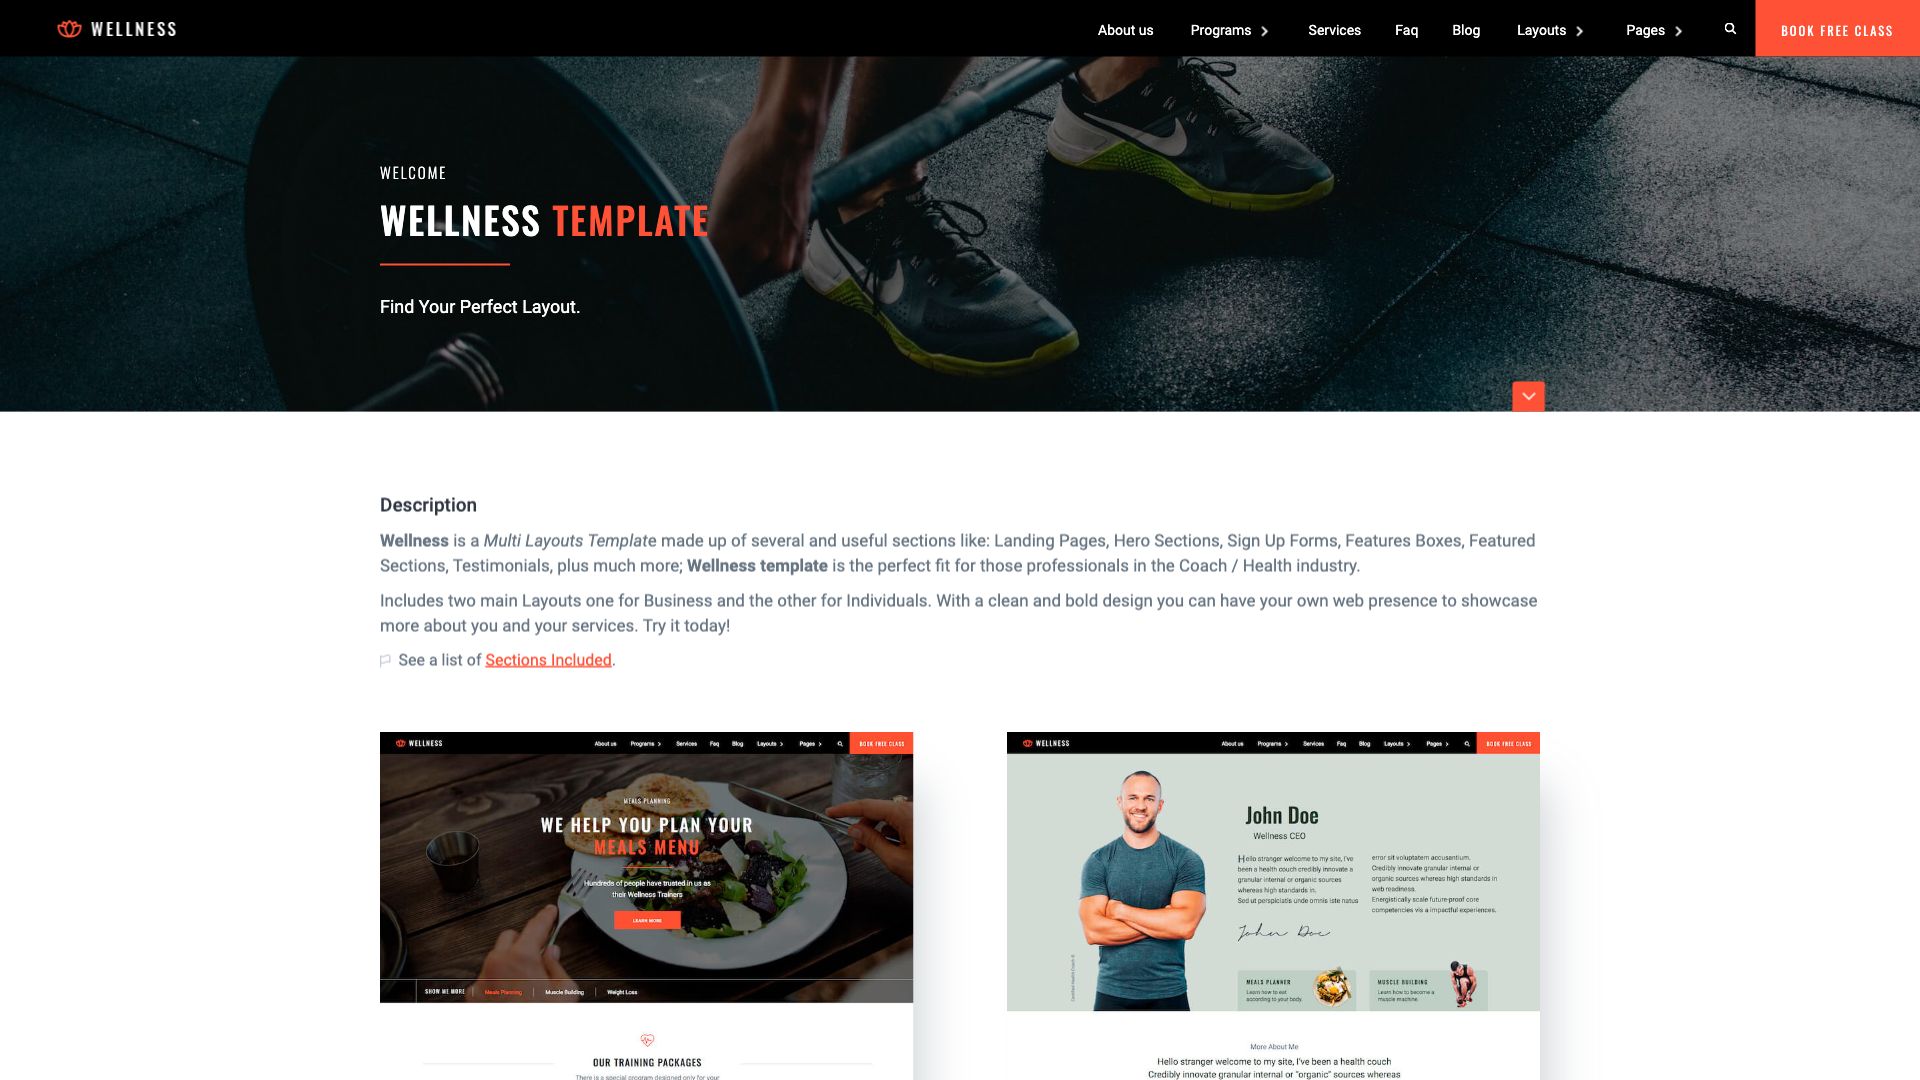 WELLNESS
About us Programs Services Faq Blog Layouts Pages BOOK FREE CLASS
WELCOME
WELLNESS TEMPLATE
Find Your Perfect Layout.
Description
Wellness is a Multi Layouts Template made up of several and useful sections like: Landing Pages, Hero Sections, Sign Up Forms, Features Boxes, Featured
Sections, Testimonials, plus much more; Wellness template is the perfect fit for those professionals in the Coach / Health industry.
Includes two main Layouts one for Business and the other for Individuals. With a clean and bold design you can have your own web presence to showcase
more about you and your services. Try it today!
See a list of Sections Included.
WELLNESS
About us Programs Services Faq Blog Layouts Pages BOOK FREE CLASS
MEALS PLANNING
WE HELP YOU PLAN YOUR
MEALS MENU
Hundreds of people have trusted in us as
their Wellness Trainers
LEARN MORE
SHOW ME MORE Meals Planning Muscle Building Weight Loss
OUR TRAINING PACKAGES
There is a special program designed only for your
WELLNESS
About us Programs Services Faq Blog Layouts Pages BOOK FREE CLASS
John Doe
Wellness CEO
Hello stranger welcome to my site, I've
been a health coach credibly innovate a
granular internal or organic sources
whereas high standards in.
Sed ut perspiciatis unde omnis iste natus
error sit voluptatem accusantium.
Credibly innovate granular internal or
organic sources whereas high standards in
web readiness.
Energistically scale future-proof core
competencies vis a impactful experiences.
John Doe
Certified Health Coach ©
MEALS PLANNER
Learn how to eat
according to your body.
MUSCLE BUILDING
Learn how to become a
muscle machine.
More About Me
Hello stranger welcome to my site, I've been a health couch
Credibly innovate granular internal or "organic" sources whereas